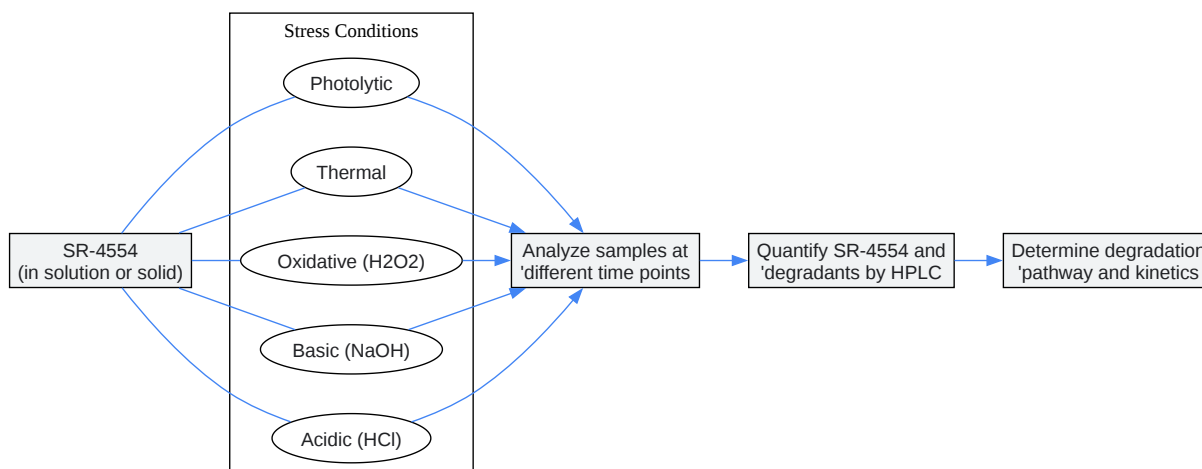 Stress Conditions
Photolytic
Thermal
SR-4554
(in solution or solid)
Oxidative (H2O2)
Analyze samples at
'different time points
Quantify SR-4554 and
'degradants by HPLC
Determine degradation
'pathway and kinetics
Basic (NaOH)
Acidic (HCl)